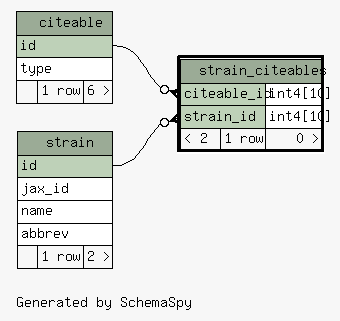 citeable
id
type
1 row 6 >
strain_citeables
citeable_id int4[10]
strain_id int4[10]
< 2 1 row 0 >
strain
id
jax_id
name
abbrev
1 row 2 >
Generated by SchemaSpy